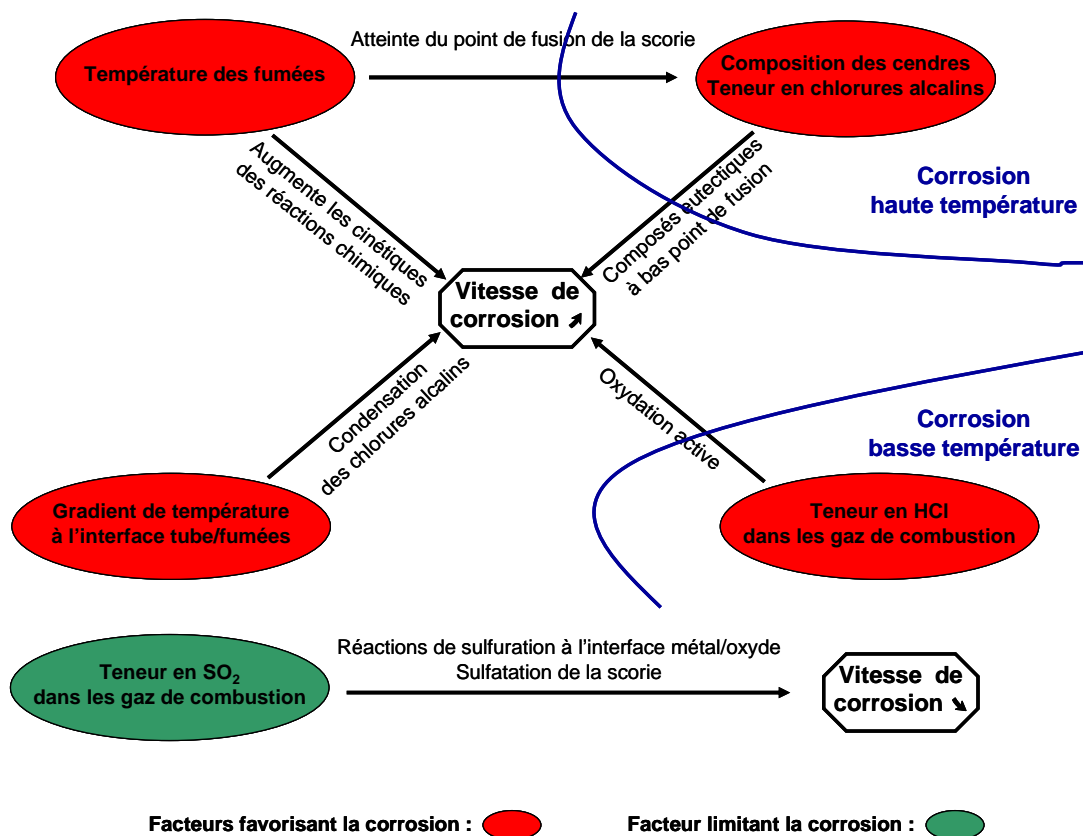 Atteinte du point de fusion de la scorie
Température des fumées
Composition des cendres
Teneur en chlorures alcalins
Augmente les cinétiques
des réactions chimiques
Composés eutectiques
à bas point de fusion
Corrosion
haute température
Vitesse de
corrosion ➚
Condensation
des chlorures alcalins
Oxydation active
Corrosion
basse température
Gradient de température
à l’interface tube/fumées
Teneur en HCl
dans les gaz de combustion
Réactions de sulfuration à l’interface métal/oxyde
Sulfatation de la scorie
Teneur en SO₂
dans les gaz de combustion
Vitesse de
corrosion ➘
Facteurs favorisant la corrosion :
Facteur limitant la corrosion :